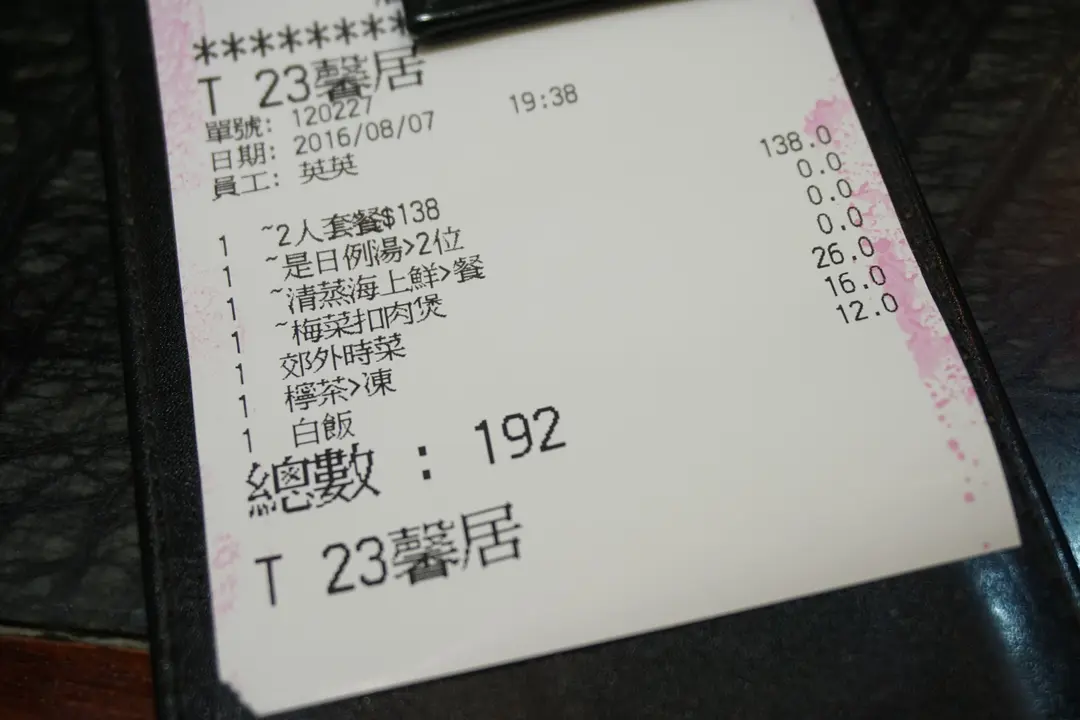 ********
T 23馨居
單號: 120227 19:38
日期: 2016/08/07
員工: 英英
1 ~2人套餐$138 138.0
1 ~是日例湯>2位 0.0
1 ~清蒸海上鮮>餐 0.0
1 ~梅菜扣肉煲 0.0
1 郊外時菜 26.0
1 檸茶>凍 16.0
1 白飯 12.0
總數 : 192
T 23馨居